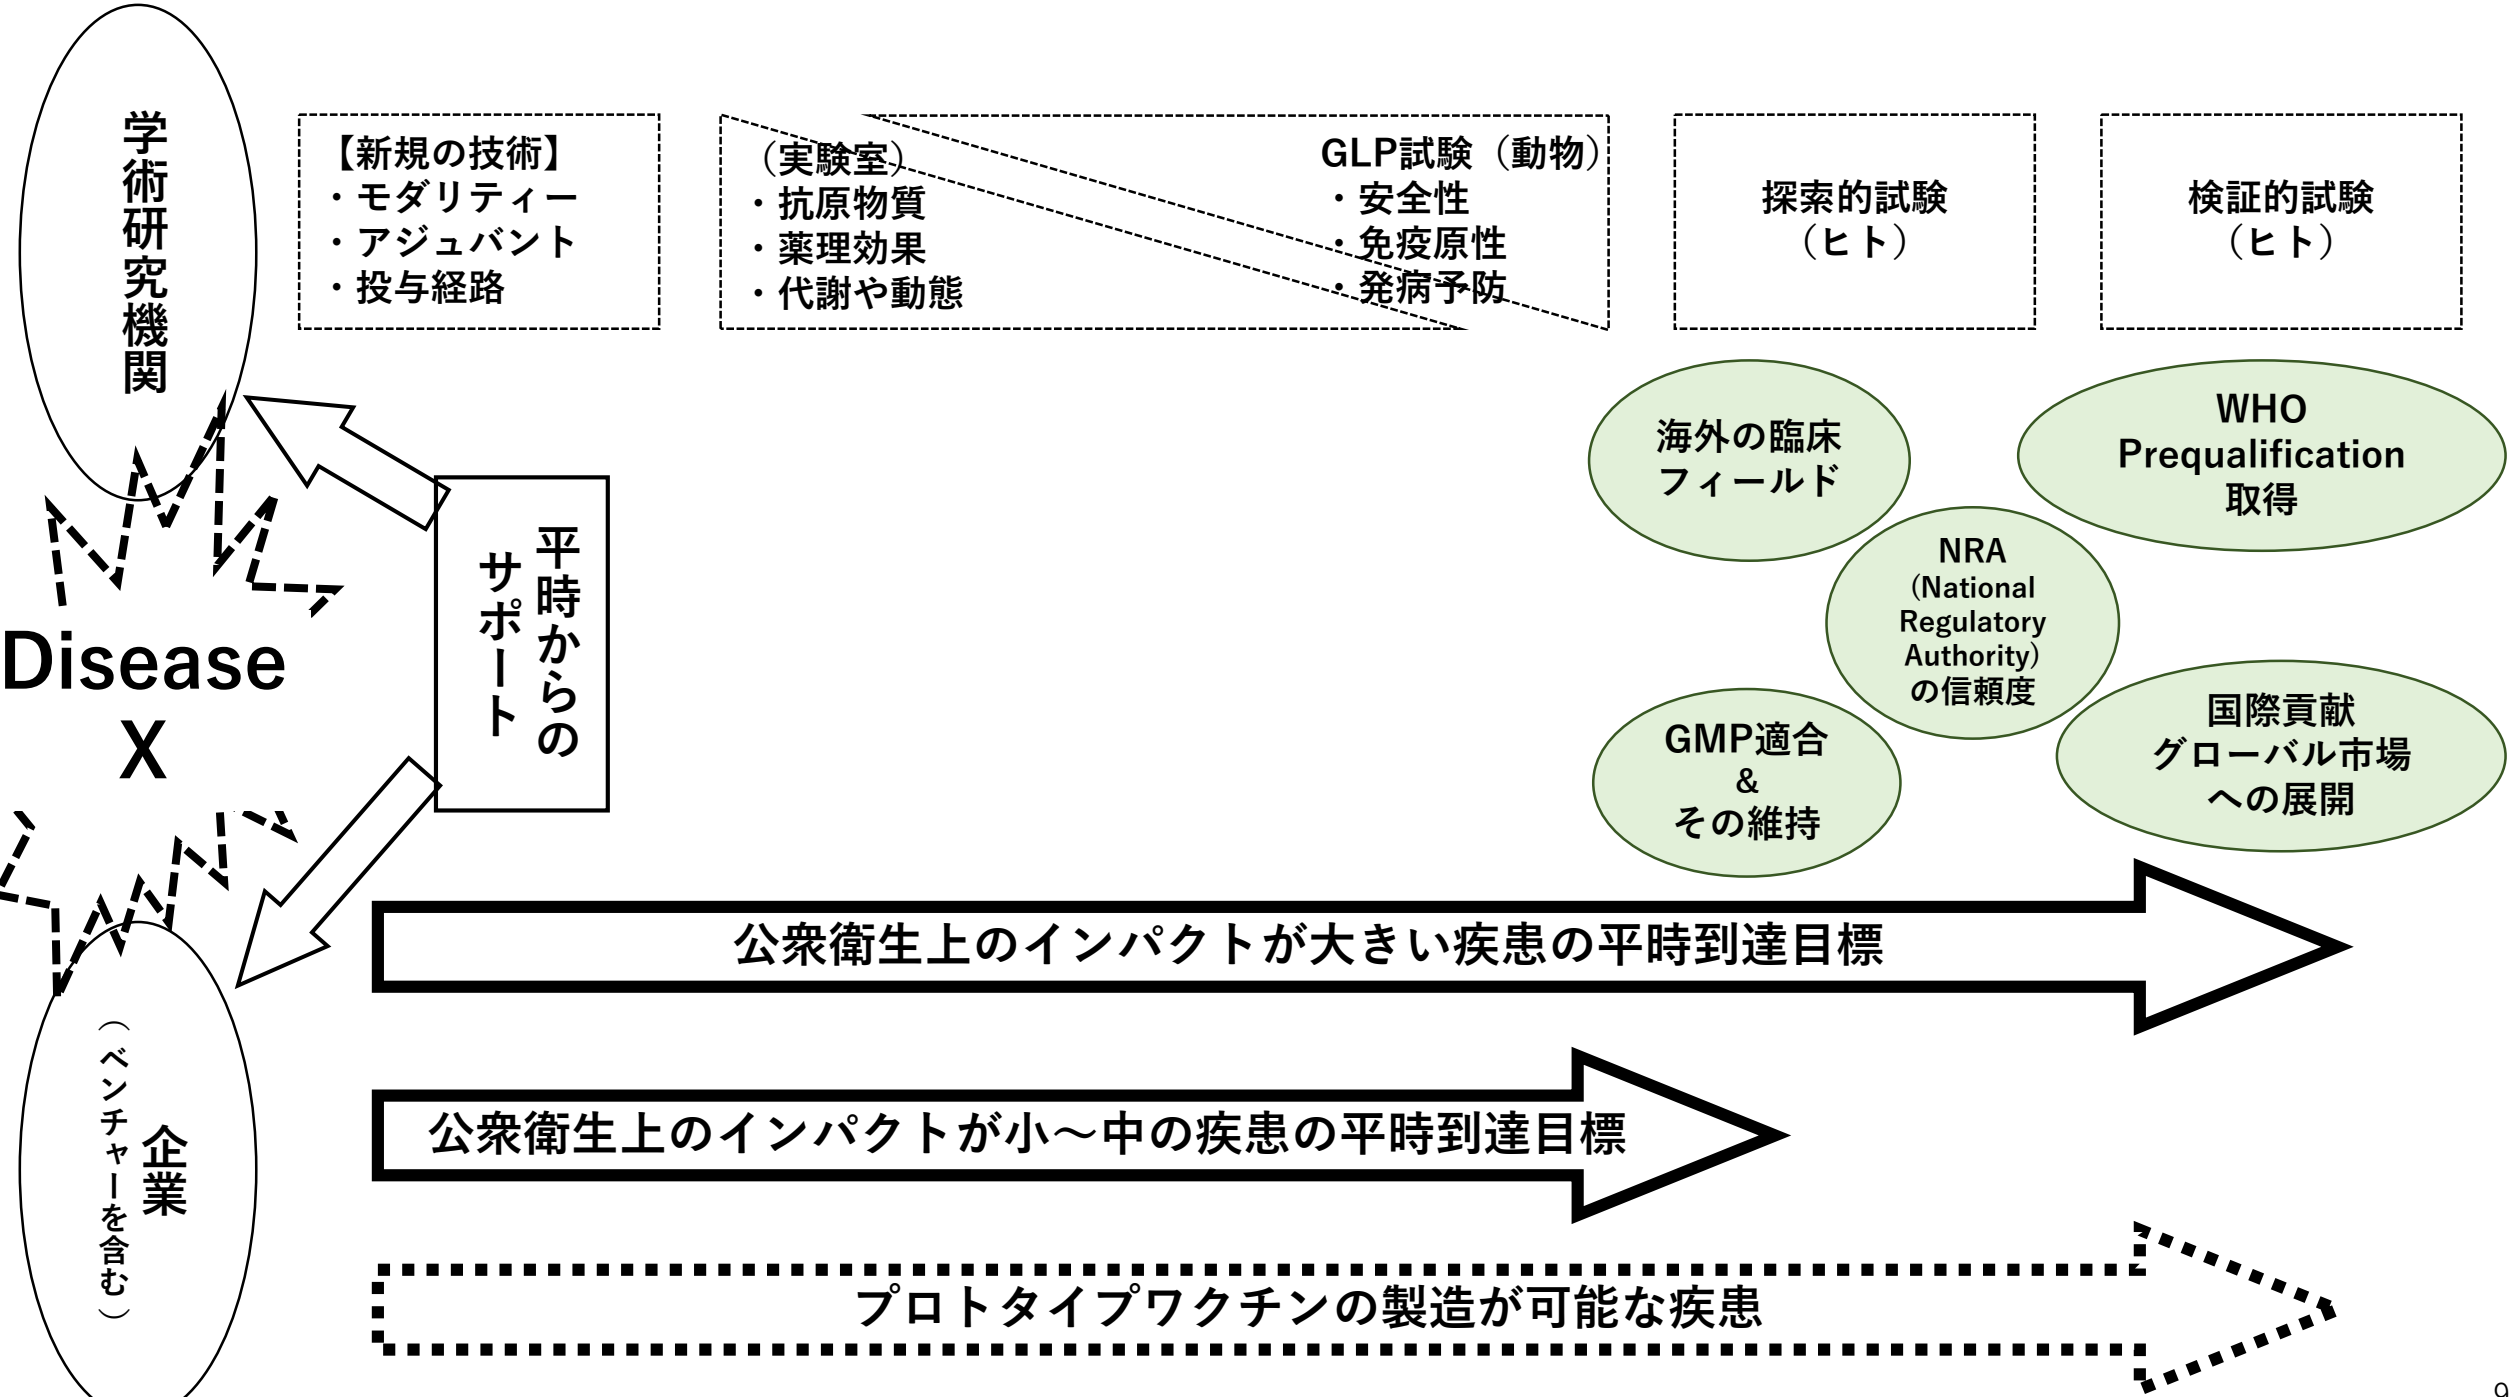 学術研究機関
【新規の技術】
・モダリティー
・アジュバント
・投与経路
（実験室）
・抗原物質
・薬理効果
・代謝や動態
GLP試験（動物）
・安全性
・免疫原性
・発病予防
探索的試験
（ヒト）
検証的試験
（ヒト）
平時からの
サポート
Disease
X
海外の臨床
フィールド
WHO
Prequalification
取得
NRA
（National
Regulatory
Authority）
の信頼度
GMP適合
&
その維持
国際貢献
グローバル市場
への展開
企業
（ベンチャーを含む）
公衆衛生上のインパクトが大きい疾患の平時到達目標
公衆衛生上のインパクトが小～中の疾患の平時到達目標
プロトタイプワクチンの製造が可能な疾患
9